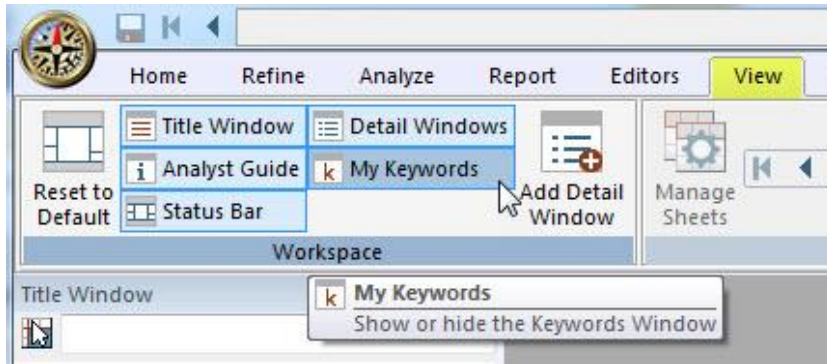 Home Refine Analyze Report Editors View
Title Window Detail Windows
Analyst Guide k My Keywords
Reset to Default Status Bar Add Detail Window Manage Sheets
Workspace
Title Window
k My Keywords
Show or hide the Keywords Window